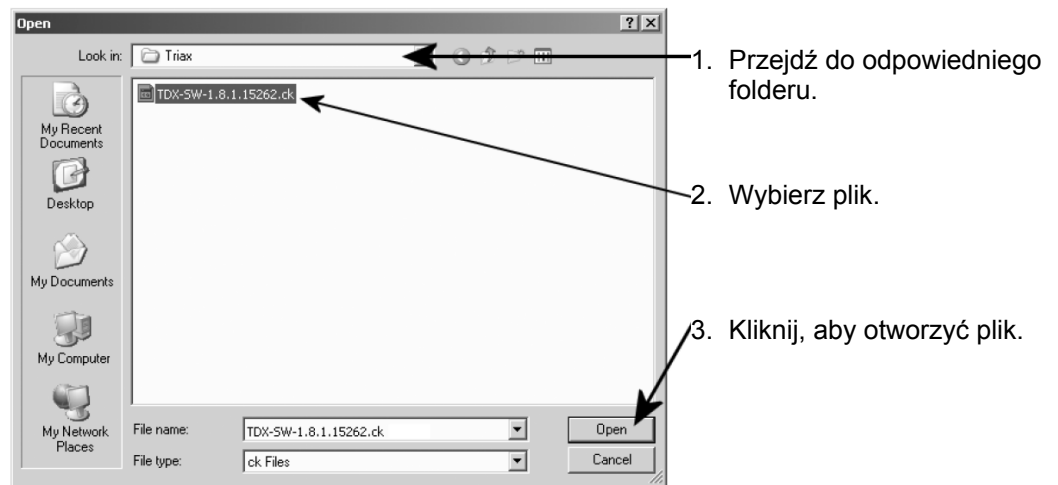 Open
Look in:
Triax
1. Przejdź do odpowiedniego
folderu.
TDX-SW-1.8.1.15262.ck
My Recent
Documents
2. Wybierz plik.
Desktop
My Documents
3. Kliknij, aby otworzyć plik.
My Computer
My Network
Places
File name:
TDX-SW-1.8.1.15262.ck
Open
File type:
ck Files
Cancel